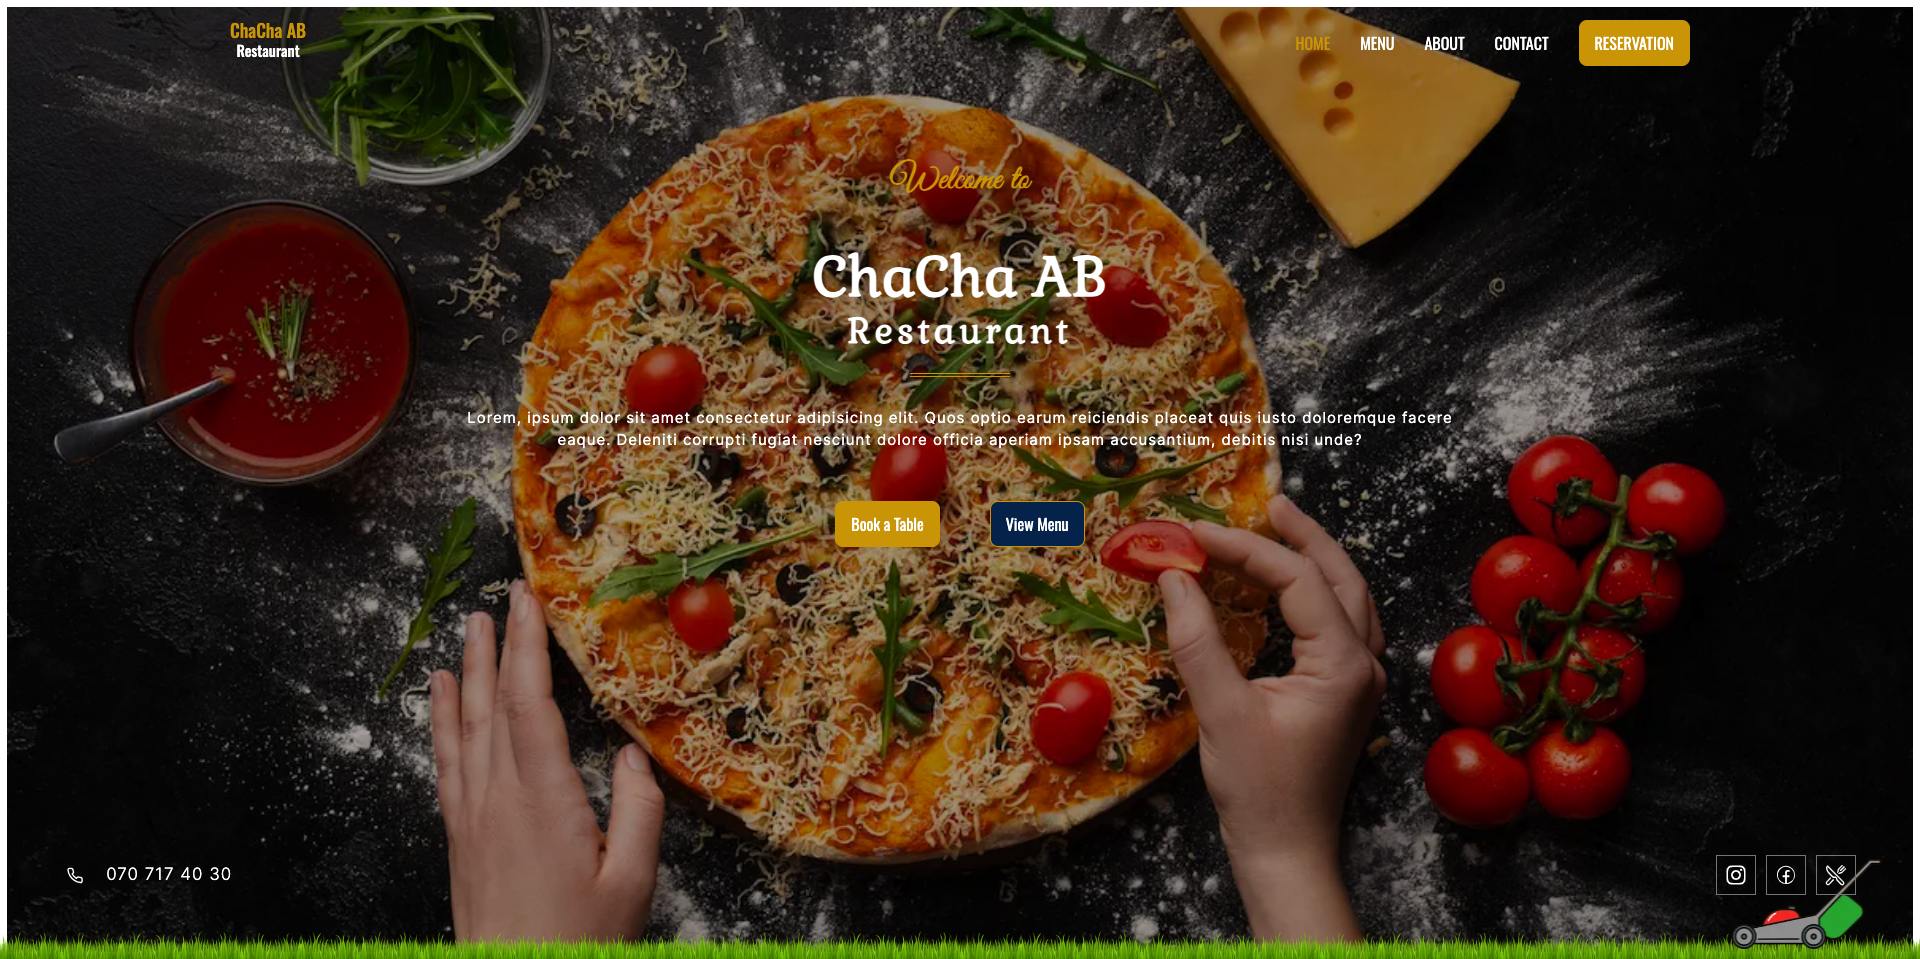 ChaCha AB
Restaurant
HOME MENU ABOUT CONTACT RESERVATION
Welcome to
ChaCha AB
Restaurant
Lorem, ipsum dolor sit amet consectetur adipisicing elit. Quos optio earum reiciendis placeat quis iusto doloremque facere
eaque. Deleniti corrupti fugiat nesciunt dolore officia aperiam ipsam accusantium, debitis nisi unde?
Book a Table View Menu
070 717 40 30